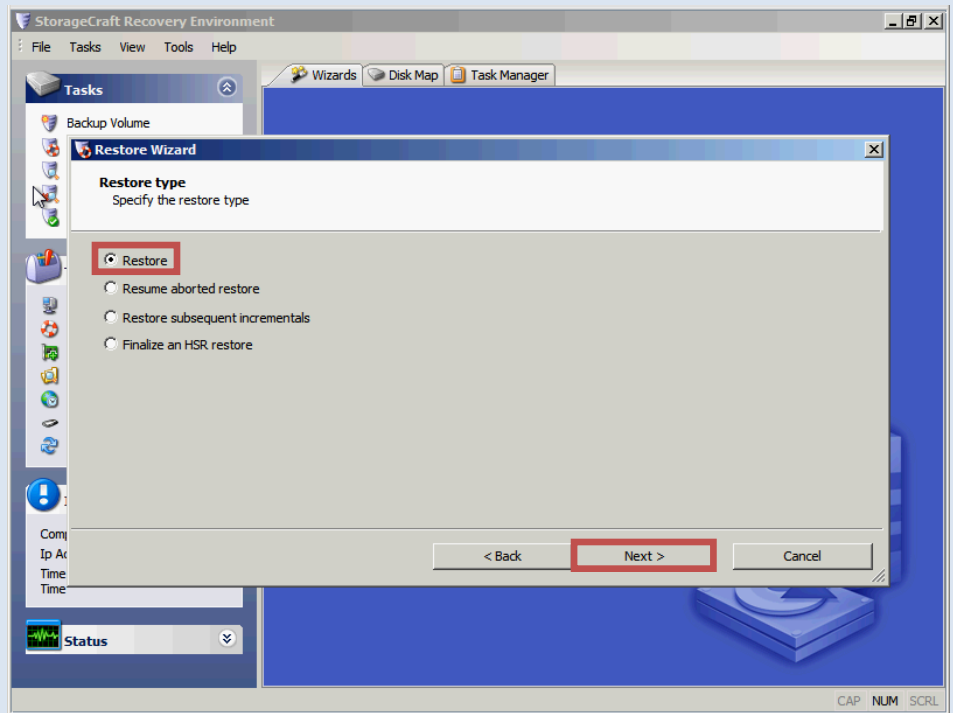 StorageCraft Recovery Environment
File Tasks View Tools Help
Wizards Disk Map Task Manager
Tasks
Backup Volume
Restore Wizard
Restore type
Specify the restore type
Restore
Resume aborted restore
Restore subsequent incrementals
Finalize an HSR restore
< Back Next > Cancel
Time
Time
Status
CAP NUM SCRL